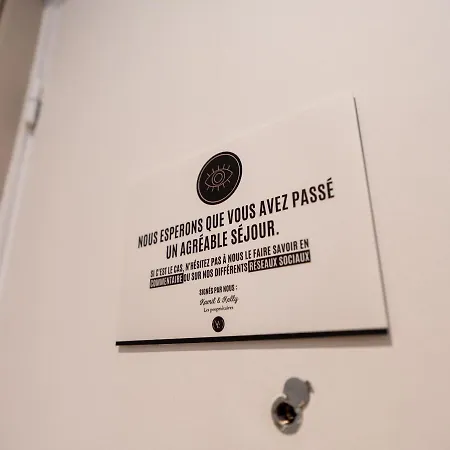 NOUS ESPERONS QUE VOUS AVEZ PASSÉ
UN AGRÉABLE SÉJOUR.
SI C'EST LE CAS, N'HÉSITEZ PAS À NOUS LE FAIRE SAVOIR EN
COMMENTAIRE OU SUR NOS DIFFÉRENTS RÉSEAUX SOCIAUX
SIGNÉS PAR NOUS :
& Kelly
Les propriétaires